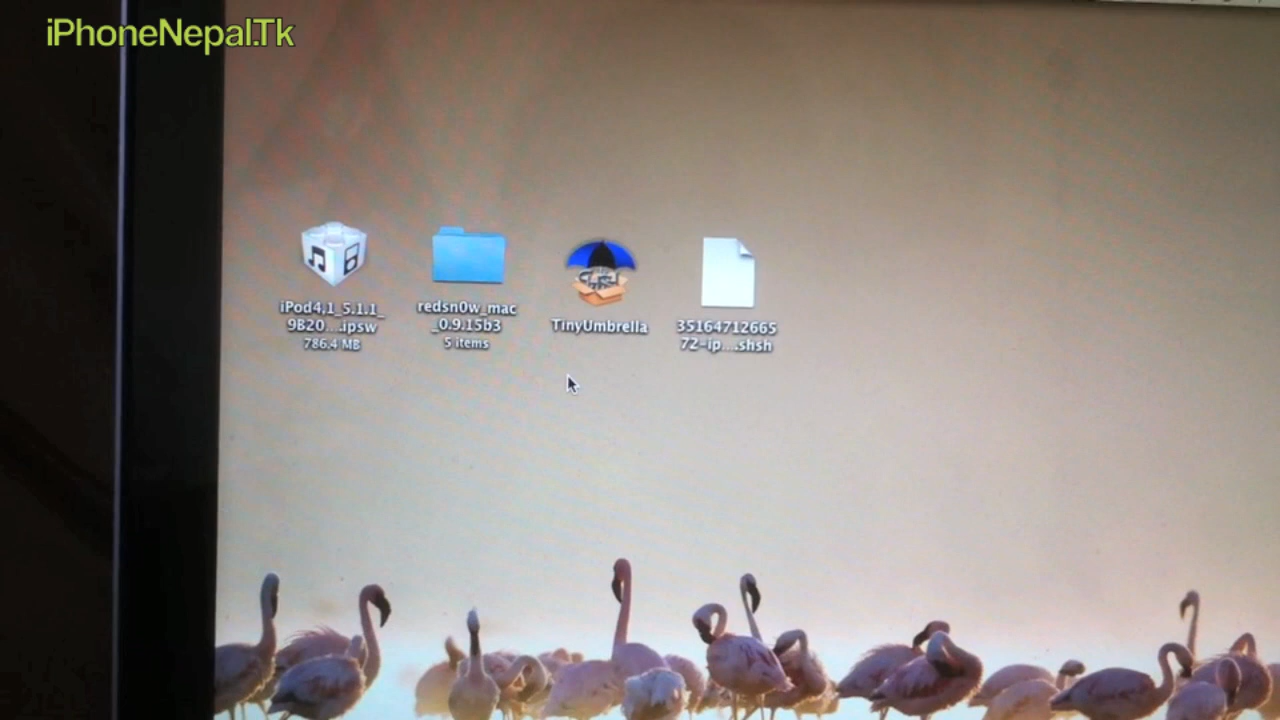 iPhoneNepal.Tk
iPod4,1_5.1.1_
9B20...ipsw
786.4 MB
redsn0w_mac
_0.9.15b3
5 items
TinyUmbrella
35164712665
72-ip....shsh